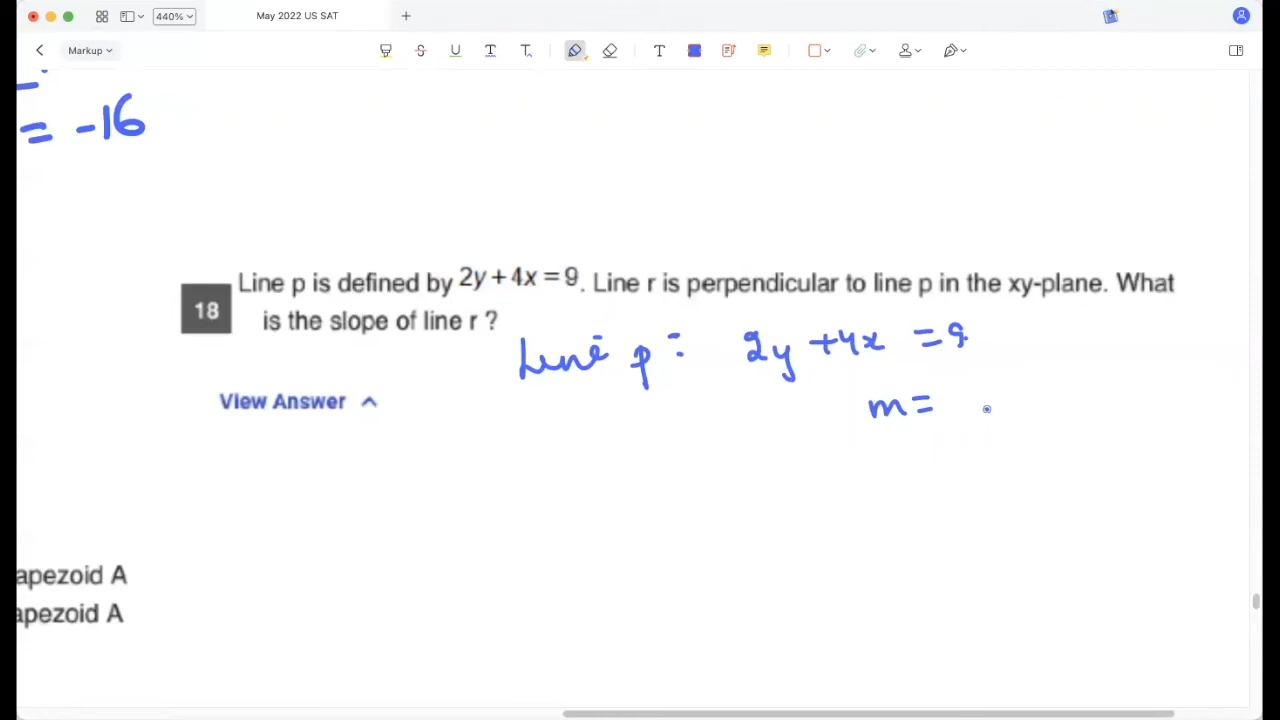 440%
May 2022 US SAT
Markup
= -16
18 Line p is defined by 2y + 4x = 9. Line r is perpendicular to line p in the xy-plane. What
is the slope of line r ?
Line p : 2y + 4x = 9
View Answer
m =
apezoid A
apezoid A